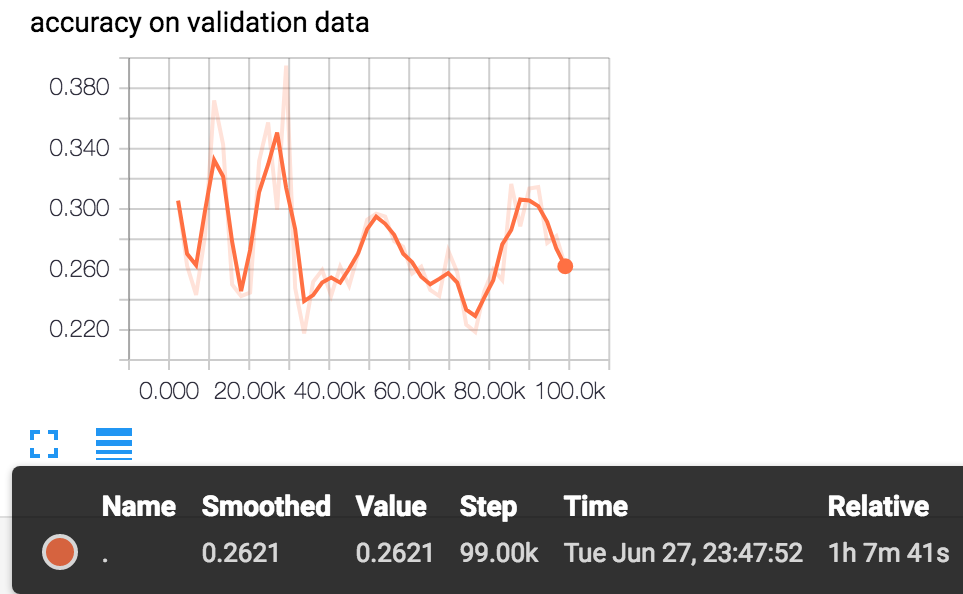 accuracy on validation data
0.380
0.340
0.300
0.260
0.220
0.000 20.00k 40.00k 60.00k 80.00k 100.0k
Name Smoothed Value Step Time Relative
. 0.2621 0.2621 99.00k Tue Jun 27, 23:47:52 1h 7m 41s